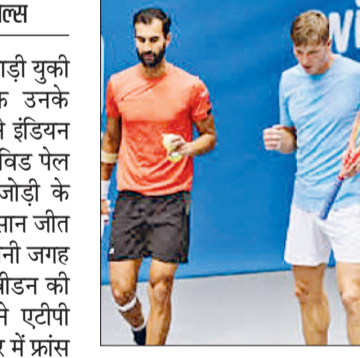 ल्स
ाड़ी युकी
उनके
इंडियन
विड पेल
जोड़ी के
सान जीत
नी जगह
ीडन की
ने एटीपी
में फ्रांस